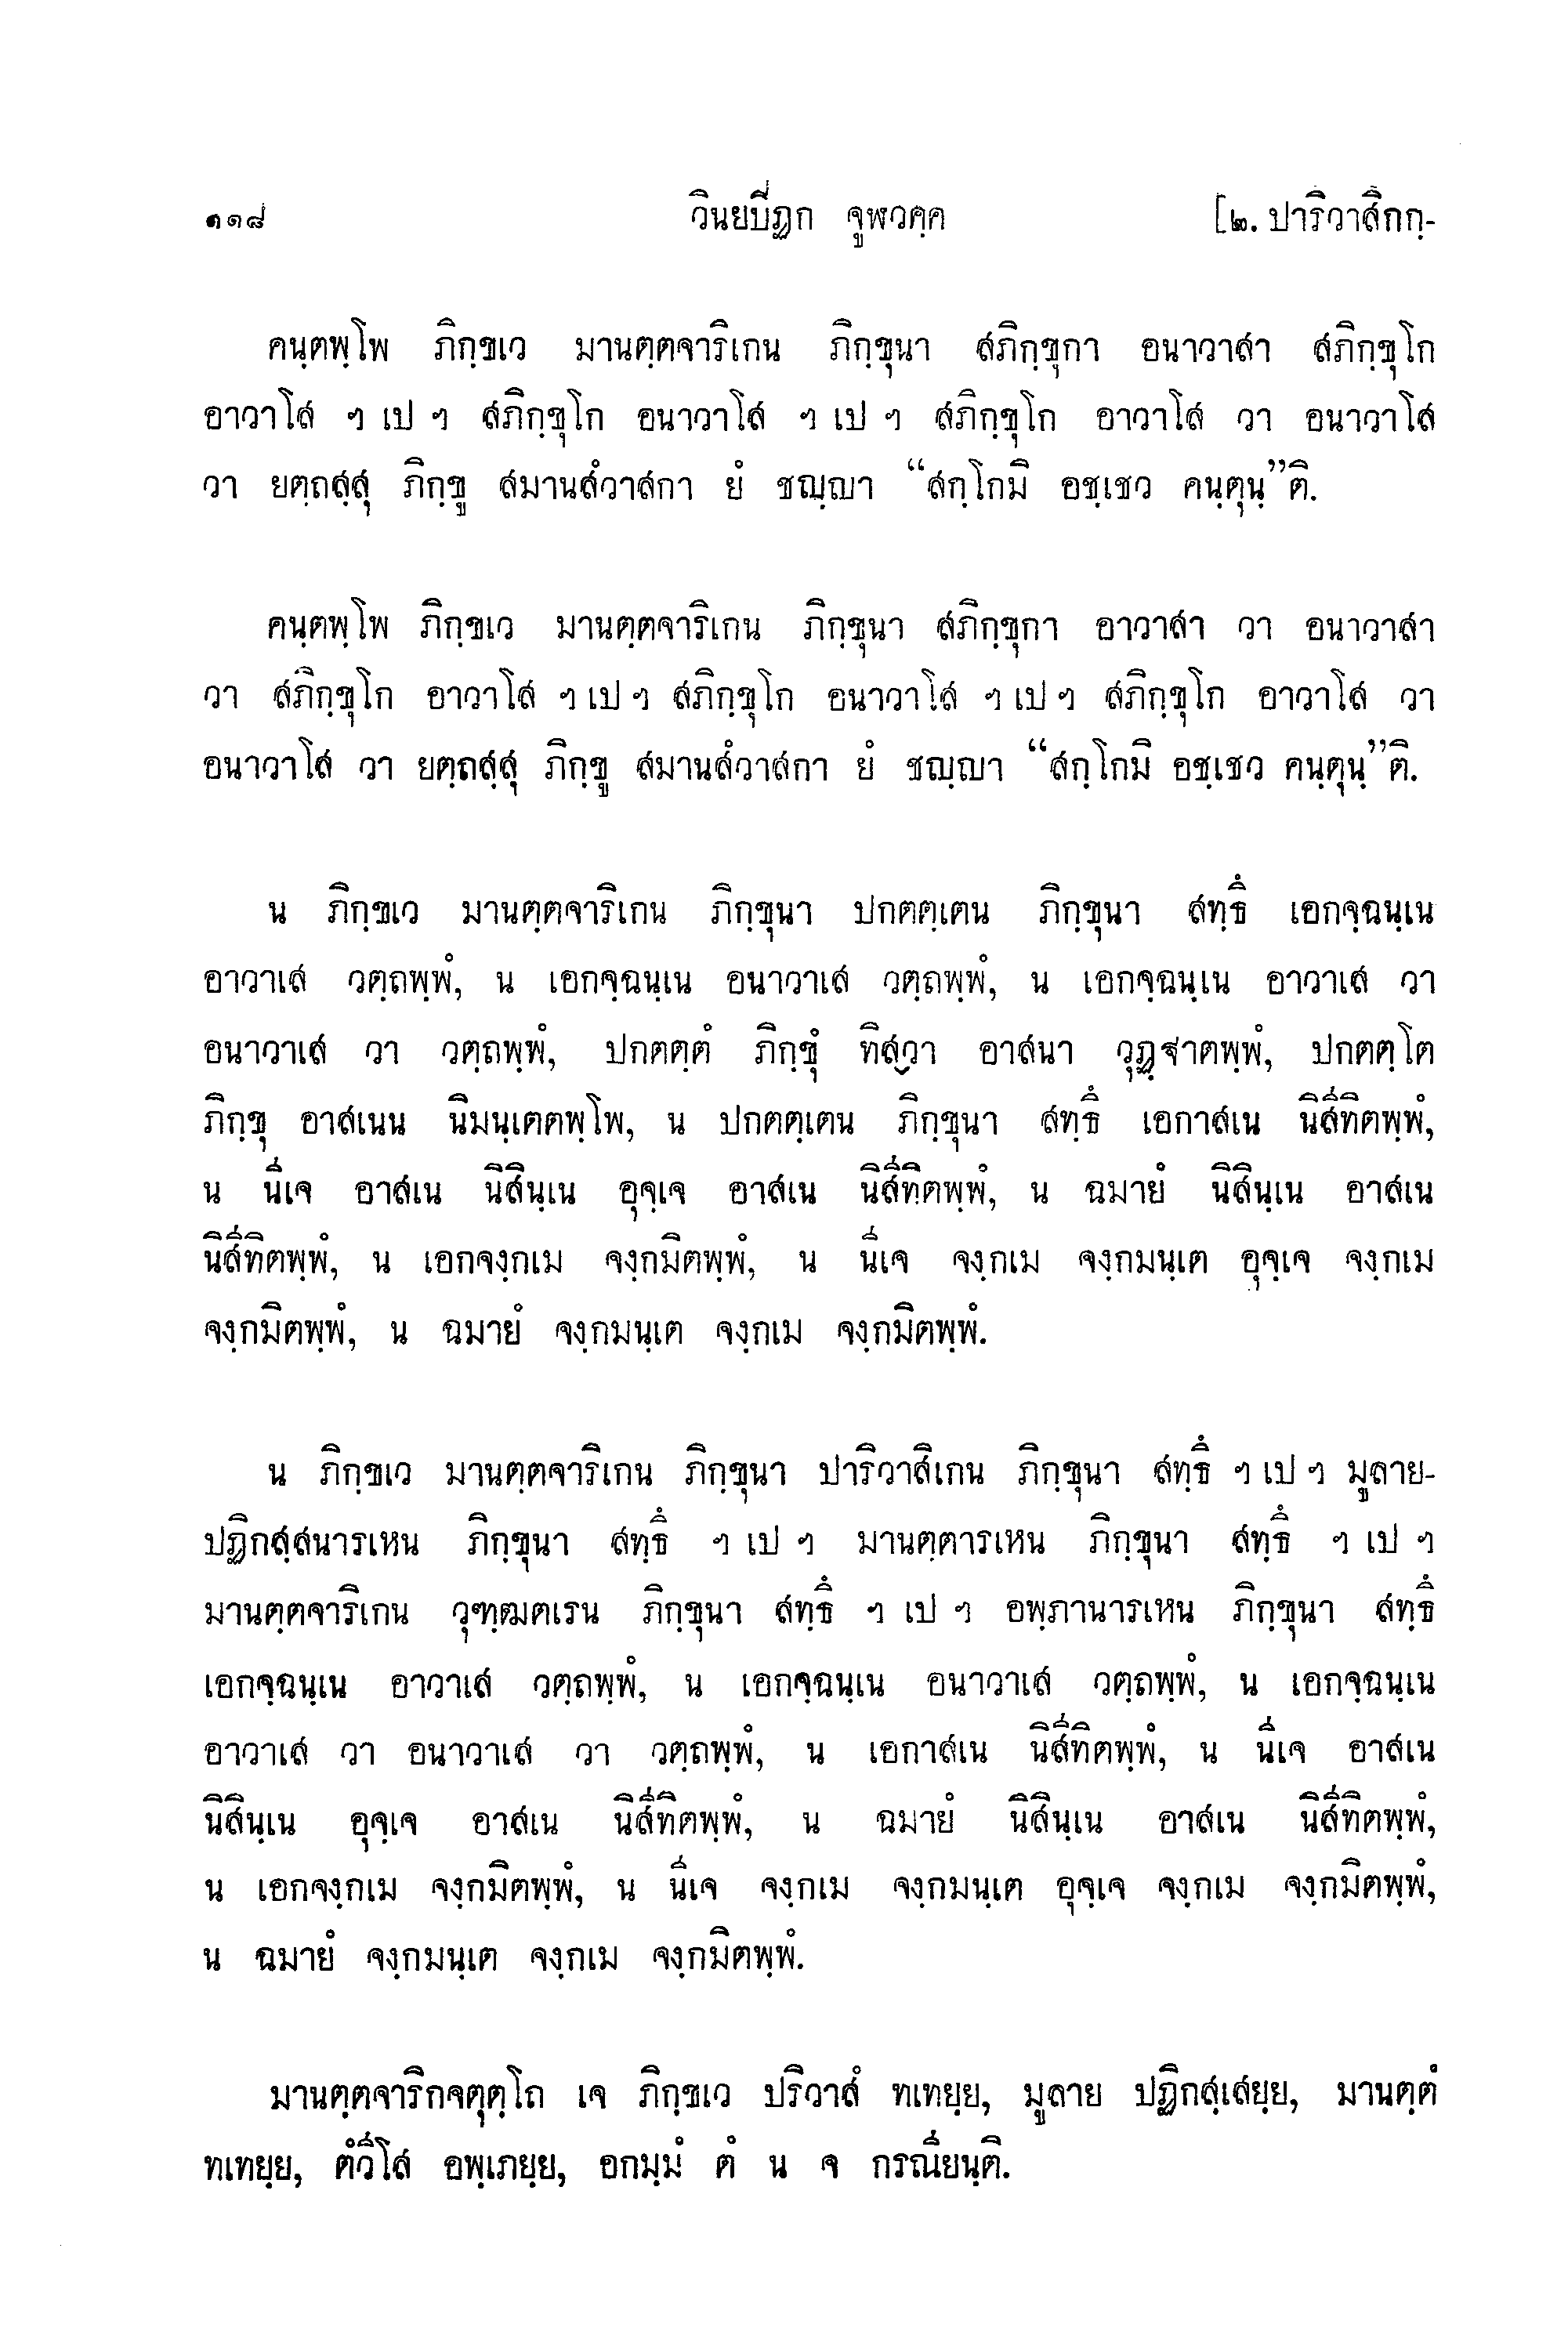 ๑๑๘ วินยปีฏก จูฬวคฺค [๒. ปาริวาสิกกฺ-
คนฺตพฺโพ ภิกฺขเว มานตฺตจาริเกน ภิกฺขุนา สภิกฺขุกา อนาวาสา สภิกฺขุโก
อาวาโส ฯ เป ฯ สภิกฺขุโก อนาวาโส ฯ เป ฯ สภิกฺขุโก อาวาโส วา อนาวาโส
วา ยตฺถสฺสุ ภิกฺขู สมานสํวาสกา ยํ ชญฺญา “สกฺโกมิ อชฺเชว คนฺตุนฺ”ติ.
คนฺตพฺโพ ภิกฺขเว มานตฺตจาริเกน ภิกฺขุนา สภิกฺขุกา อาวาสา วา อนาวาสา
วา สภิกฺขุโก อาวาโส ฯ เป ฯ สภิกฺขุโก อนาวาโส ฯ เป ฯ สภิกฺขุโก อาวาโส วา
อนาวาโส วา ยตฺถสฺสุ ภิกฺขู สมานสํวาสกา ยํ ชญฺญา “สกฺโกมิ อชฺเชว คนฺตุนฺ”ติ.
น ภิกฺขเว มานตฺตจาริเกน ภิกฺขุนา ปกตตฺเตน ภิกฺขุนา สทฺธึ เอกจฺฉนฺเน
อาวาเส วตฺถพฺพํ, น เอกจฺฉนฺเน อนาวาเส วตฺถพฺพํ, น เอกจฺฉนฺเน อาวาเส วา
อนาวาเส วา วตฺถพฺพํ, ปกตตฺตํ ภิกฺขุํ ทิสฺวา อาสนา วุฏฺฐาตพฺพํ, ปกตตฺโต
ภิกฺขุ อาสเนน นิมนฺเตตพฺโพ, น ปกตตฺเตน ภิกฺขุนา สทฺธึ เอกาสเน นิสีทิตพฺพํ,
น นีเจ อาสเน นิสินฺเน อุจฺเจ อาสเน นิสีทิตพฺพํ, น ฉมายํ นิสินฺเน อาสเน
นิสีทิตพฺพํ, น เอกจงฺกเม จงฺกมิตพฺพํ, น นีเจ จงฺกเม จงฺกมนฺเต อุจฺเจ จงฺกเม
จงฺกมิตพฺพํ, น ฉมายํ จงฺกมนฺเต จงฺกเม จงฺกมิตพฺพํ.
น ภิกฺขเว มานตฺตจาริเกน ภิกฺขุนา ปาริวาสิเกน ภิกฺขุนา สทฺธึ ฯ เป ฯ มูลาย-
ปฏิกสฺสนารเหน ภิกฺขุนา สทฺธึ ฯ เป ฯ มานตฺตารเหน ภิกฺขุนา สทฺธึ ฯ เป ฯ
มานตฺตจาริเกน วุฑฺฒตเรน ภิกฺขุนา สทฺธึ ฯ เป ฯ อพฺภานารเหน ภิกฺขุนา สทฺธึ
เอกจฺฉนฺเน อาวาเส วตฺถพฺพํ, น เอกจฺฉนฺเน อนาวาเส วตฺถพฺพํ, น เอกจฺฉนฺเน
อาวาเส วา อนาวาเส วา วตฺถพฺพํ, น เอกาสเน นิสีทิตพฺพํ, น นีเจ อาสเน
นิสินฺเน อุจฺเจ อาสเน นิสีทิตพฺพํ, น ฉมายํ นิสินฺเน อาสเน นิสีทิตพฺพํ,
น เอกจงฺกเม จงฺกมิตพฺพํ, น นีเจ จงฺกเม จงฺกมนฺเต อุจฺเจ จงฺกเม จงฺกมิตพฺพํ,
น ฉมายํ จงฺกมนฺเต จงฺกเม จงฺกมิตพฺพํ.
มานตฺตจาริกจตุตฺโถ เจ ภิกฺขเว ปริวาสํ ทเทยฺย, มูลาย ปฏิกสฺเสยฺย, มานตฺตํ
ทเทยฺย, ตํวีโส อพฺเภยฺย, อกมฺมํ ตํ น จ กรณียนฺติ.